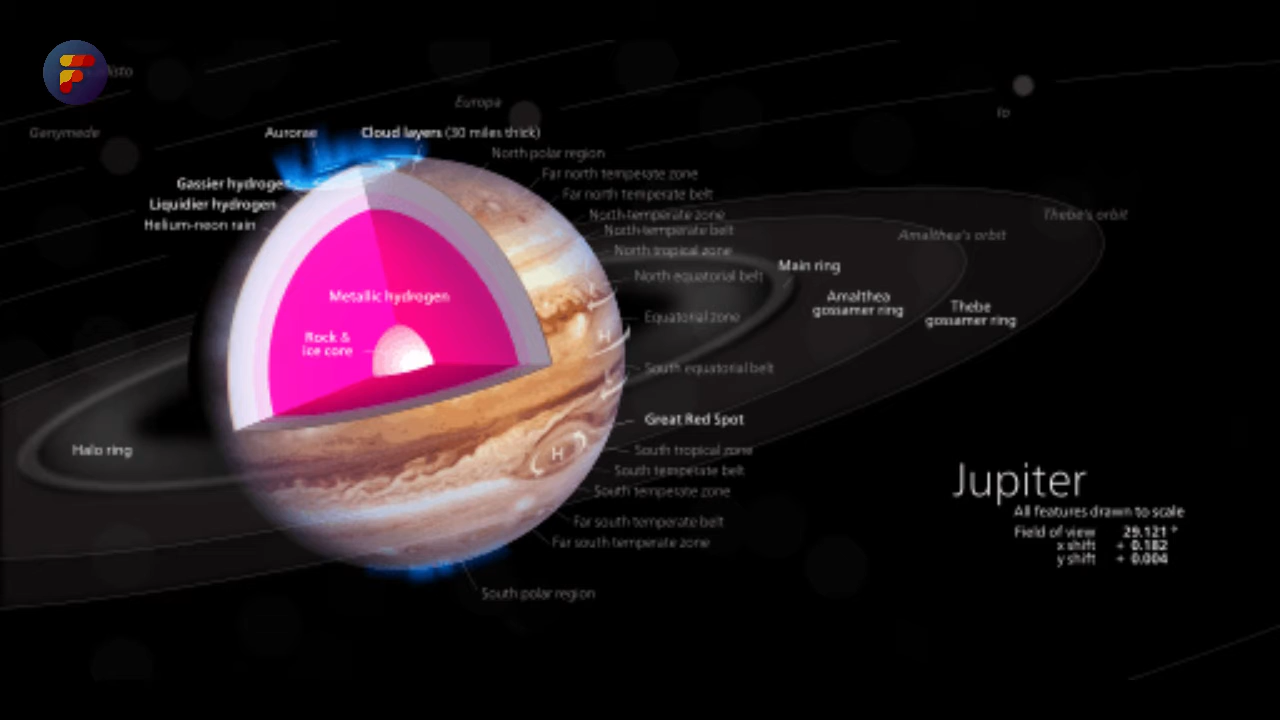 F
listo
Europa
Io
Ganymede
Aurorae
Cloud layers (30 miles thick)
North polar region
Far north temperate zone
Gassier hydrogen
Far north temperate belt
Liquidier hydrogen
North temperate zone
Thebe's orbit
Helium-neon rain
North temperate belt
Amalthea's orbit
North tropical zone
Main ring
North equatorial belt
Metallic hydrogen
Amalthea
gossamer ring
Thebe
gossamer ring
L
Equatorial zone
H
Rock &
ice core
South equatorial belt
L
Great Red Spot
Halo ring
South tropical zone
H
South temperate belt
South temperate zone
Jupiter
All features drawn to scale
Far south temperate belt
Field of view 29.121 °
Far south temperate zone
x shift + 0.182
y shift + 0.004
South polar region